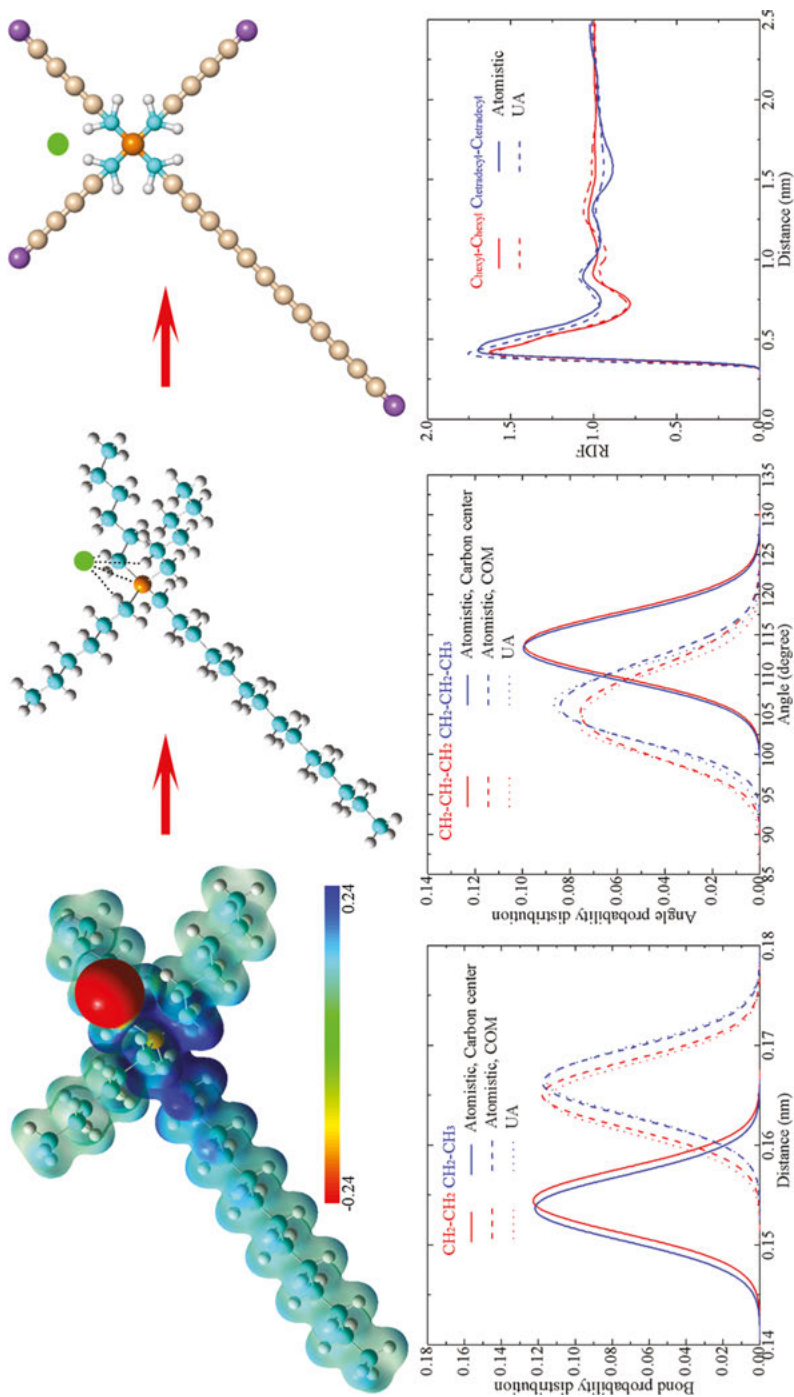 -0.24
0.24
CH2-CH2 CH2-CH3
Atomistic, Carbon center
Atomistic, COM
UA
Bond probability distribution
0.18
0.16
0.14
0.12
0.10
0.08
0.06
0.04
0.02
0.00
0.14
0.15
0.16
0.17
0.18
Distance (nm)
CH2-CH2-CH2 CH2-CH2-CH3
Atomistic, Carbon center
Atomistic, COM
UA
Angle probability distribution
0.14
0.12
0.10
0.08
0.06
0.04
0.02
0.00
85
90
95
100
105
110
115
120
125
130
135
Angle (degree)
Chexyl-Chexyl Ctetradecyl-Ctetradecyl
Atomistic
UA
RDF
2.0
1.5
1.0
0.5
0.0
0.0
0.5
1.0
1.5
2.0
2.5
Distance (nm)